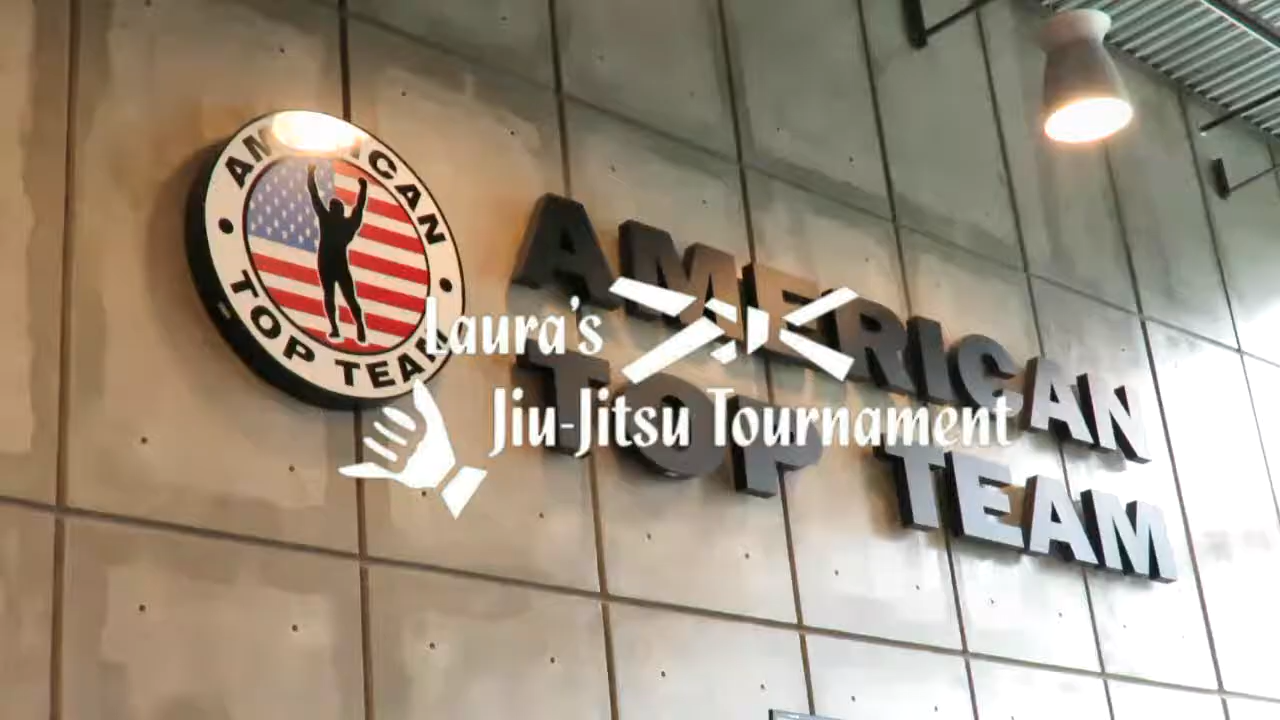 AMERICAN
TOP TEAM
AMERICAN
TOP TEAM
Laura's
Jiu-Jitsu Tournament